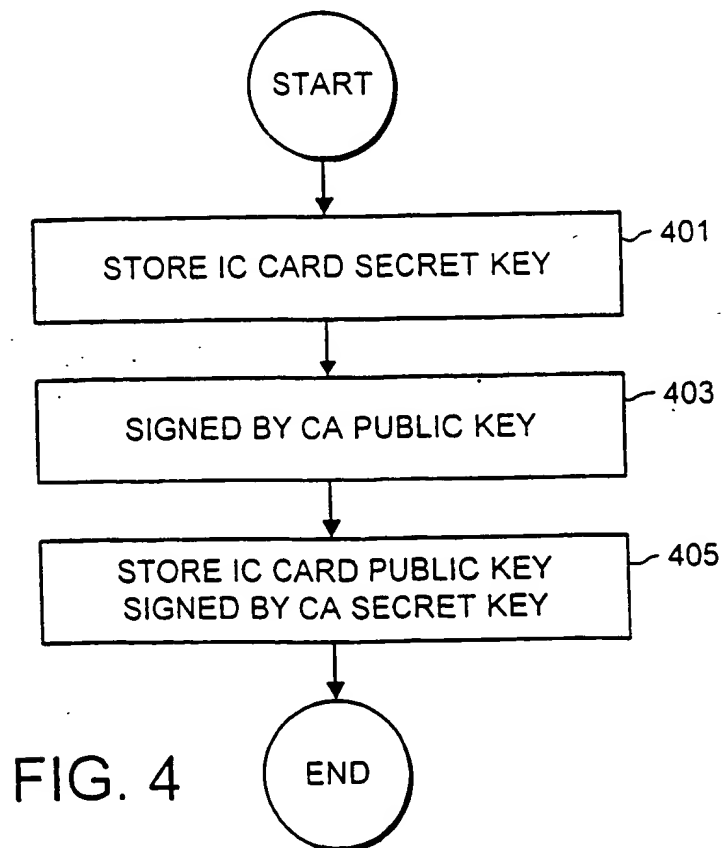 START
STORE IC CARD SECRET KEY
401
SIGNED BY CA PUBLIC KEY
403
STORE IC CARD PUBLIC KEY
SIGNED BY CA SECRET KEY
405
END
FIG. 4